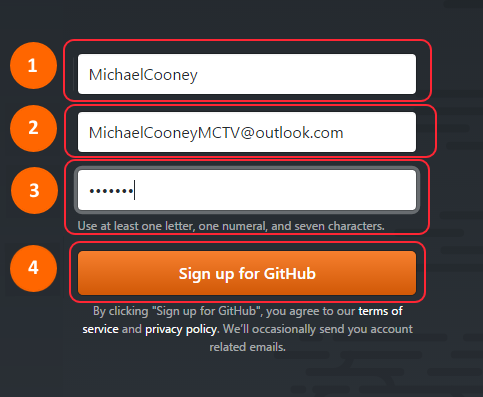 1
MichaelCooney
2
MichaelCooneyMCTV@outlook.com
3
•••••••
Use at least one letter, one numeral, and seven characters.
4
Sign up for GitHub
By clicking "Sign up for GitHub", you agree to our terms of
service and privacy policy. We'll occasionally send you account
related emails.